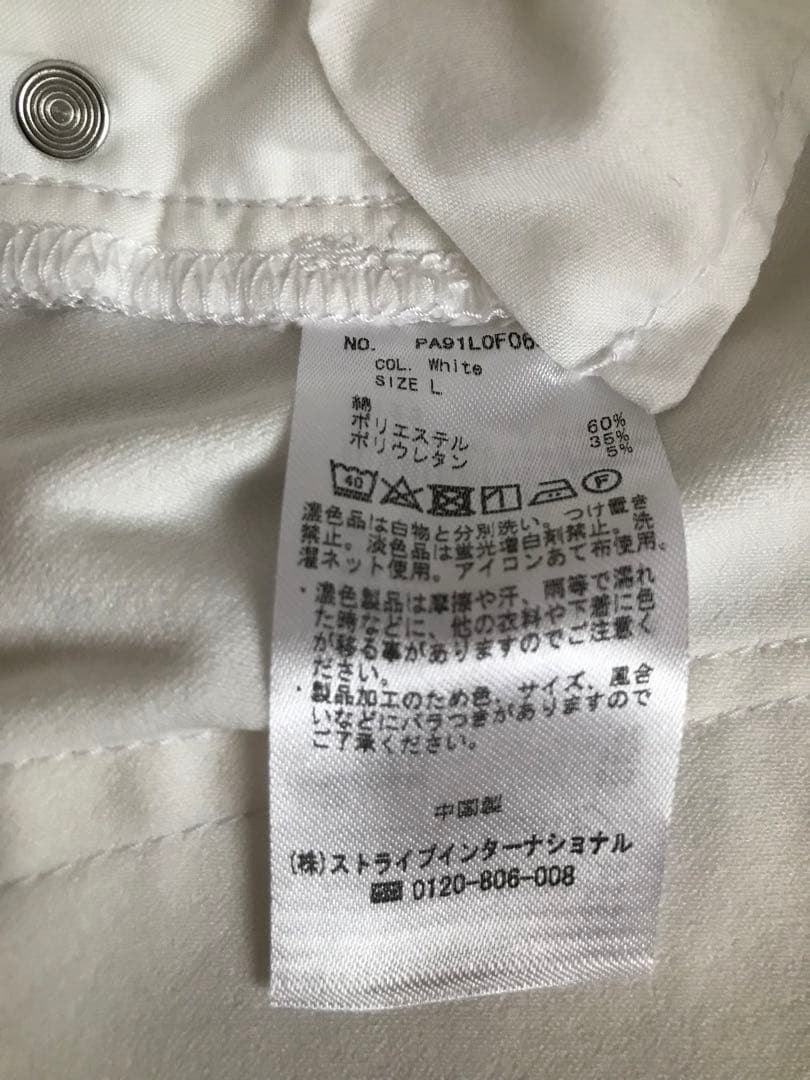 NO. PA91L0F06
COL. White
SIZE L
綿 60%
ポリエステル 35%
ポリウレタン 5%
40 F
濃色品は白物と分別洗い。つけ置き
禁止。淡色品は蛍光増白剤禁止。洗
濯ネット使用。アイロンあて布使用。
・濃色製品は摩擦や汗、雨等で濡れ
た時などに、他の衣料や下着に色
が移る事がありますのでご注意く
ださい。
・製品加工のため色、サイズ、風合
いなどにバラつきがありますので
ご了承ください。
中国製
(株)ストライプインターナショナル
0120-806-008